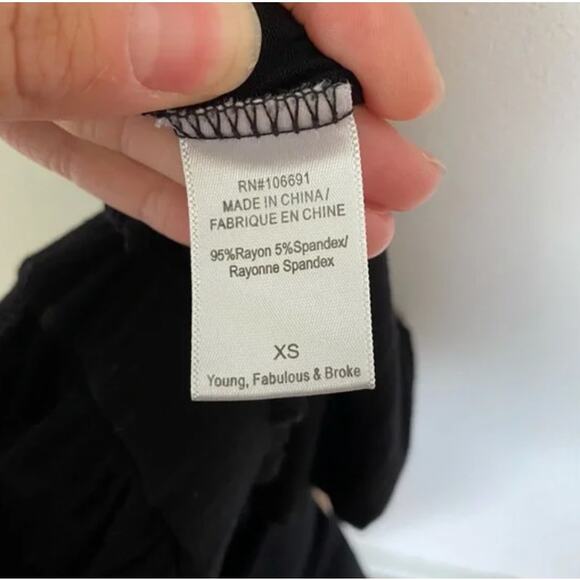 RN#106691
MADE IN CHINA/
FABRIQUE EN CHINE
95%Rayon 5%Spandex/
Rayonne Spandex
XS
Young, Fabulous & Broke